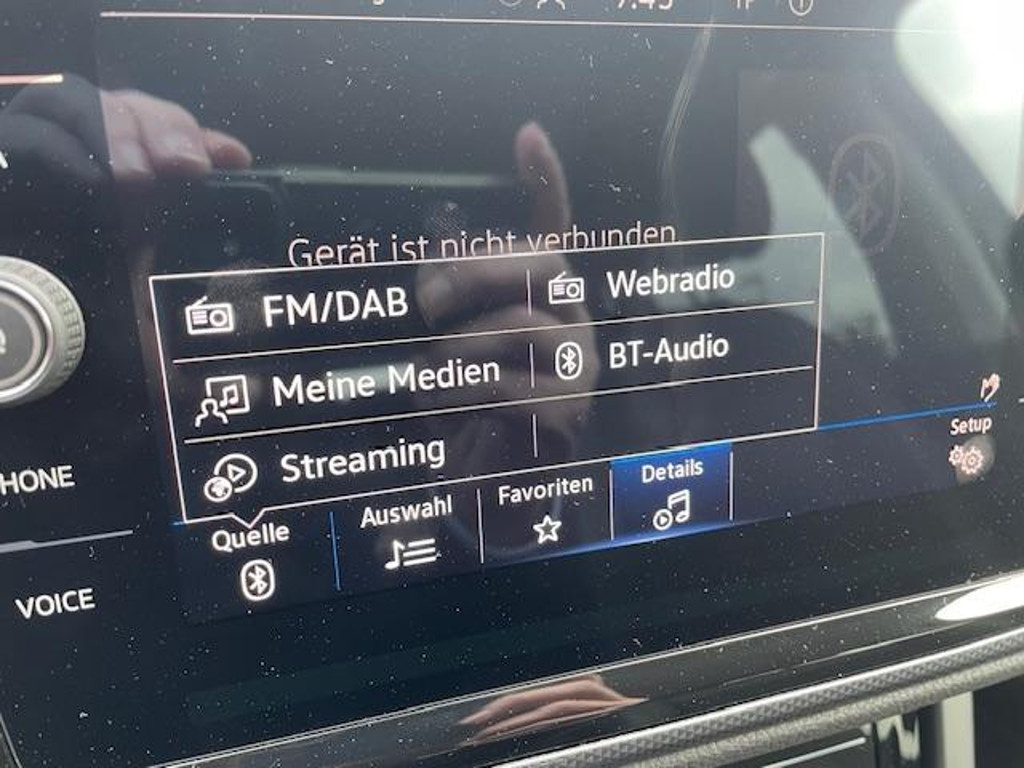 Gerät ist nicht verbunden
FM/DAB
Webradio
Meine Medien
BT-Audio
Streaming
Setup
Quelle
Auswahl
Favoriten
Details
HONE
VOICE